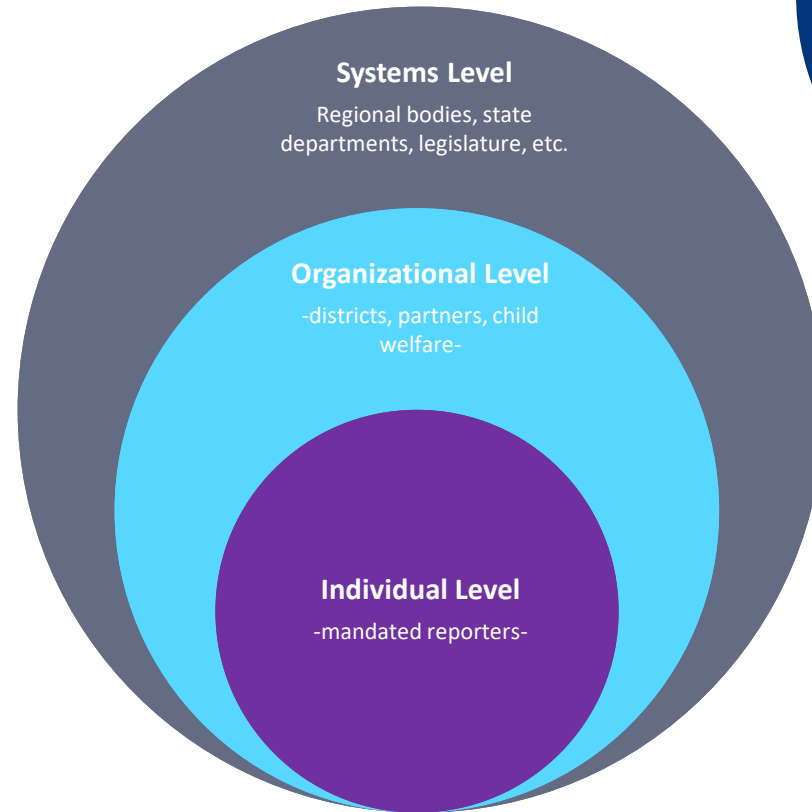 Systems Level
Regional bodies, state
departments, legislature, etc.
Organizational Level
-districts, partners, child
welfare-
Individual Level
-mandated reporters-